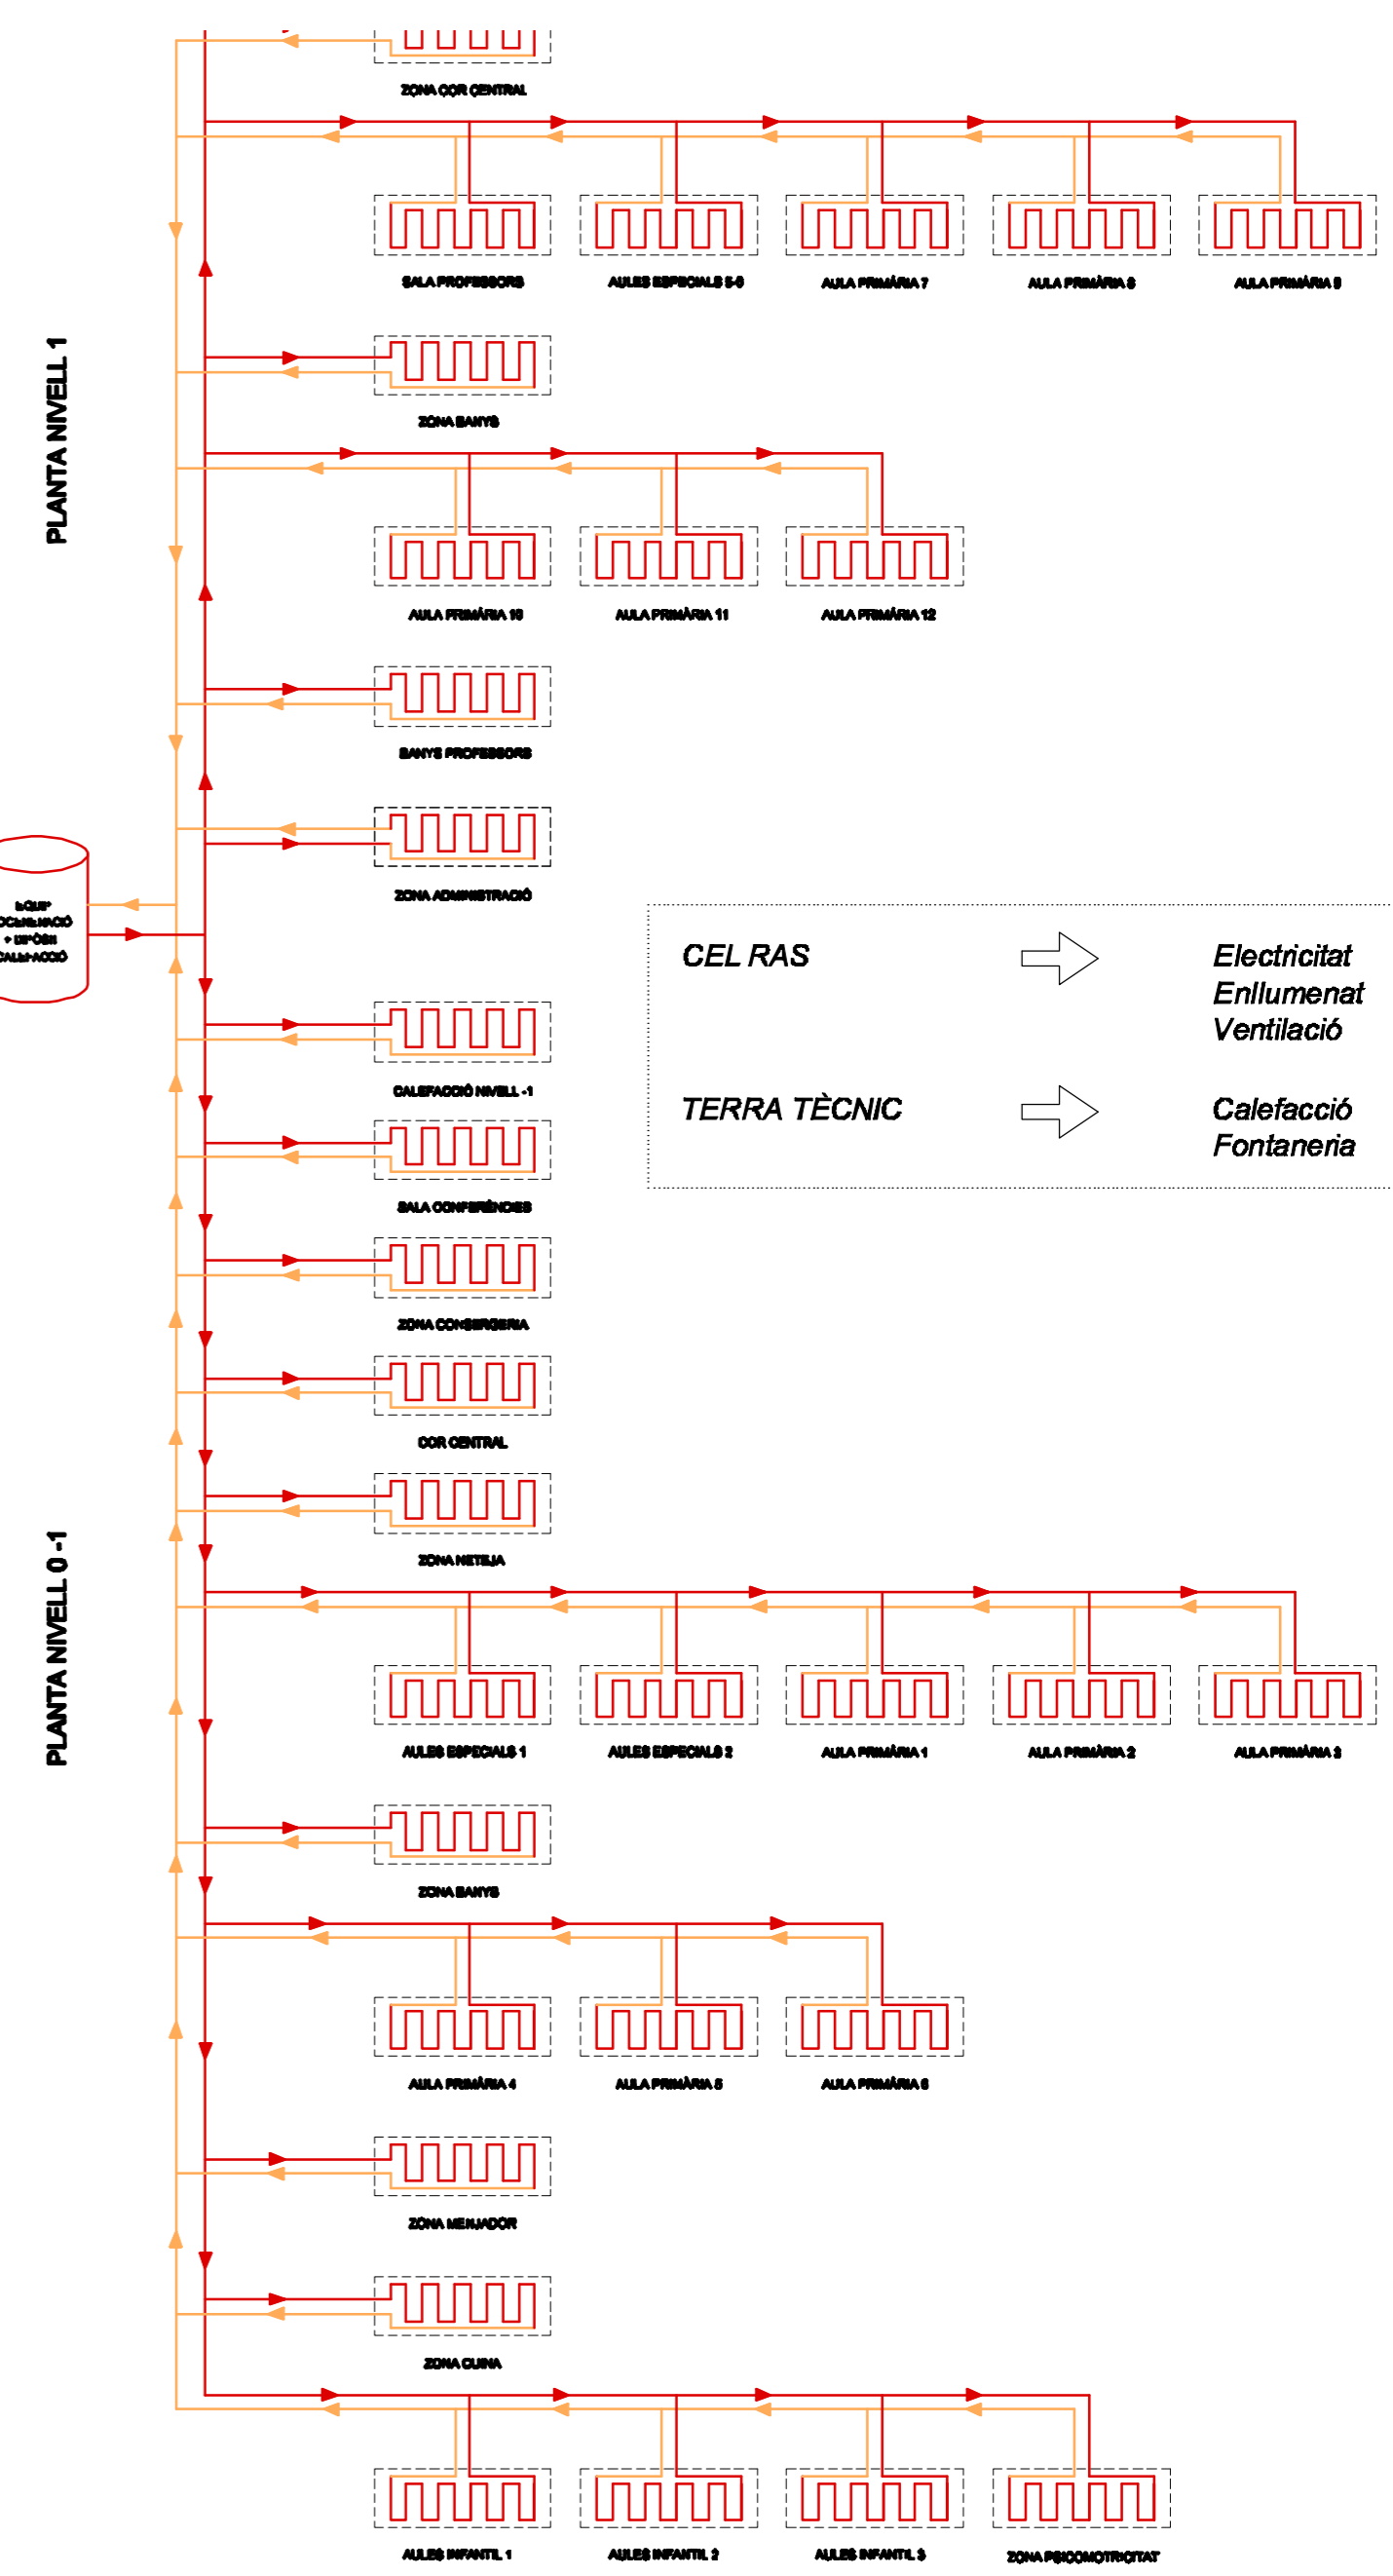 ZONA COR CENTRAL
SALA PROFESSORS
AULES ESPECIALS 5-6
AULA PRIMÀRIA 7
AULA PRIMÀRIA 8
AULA PRIMÀRIA 9
PLANTA NIVELL 1
ZONA BANYS
AULA PRIMÀRIA 10
AULA PRIMÀRIA 11
AULA PRIMÀRIA 12
BANYS PROFESSORS
ZONA ADMINISTRACIÓ
EQUIP
OGENERACIÓ
+ DIPÒSIT
CALEFACCIÓ
CEL RAS
Electricitat
Enllumenat
Ventilació
CALEFACCIÓ NIVELL -1
TERRA TÈCNIC
Calefacció
Fontaneria
SALA CONFERÈNCIES
ZONA CONSERGERIA
COR CENTRAL
ZONA NETEJA
PLANTA NIVELL 0 -1
AULES ESPECIALS 1
AULES ESPECIALS 2
AULA PRIMÀRIA 1
AULA PRIMÀRIA 2
AULA PRIMÀRIA 3
ZONA BANYS
AULA PRIMÀRIA 4
AULA PRIMÀRIA 5
AULA PRIMÀRIA 6
ZONA MENJADOR
ZONA CUINA
AULES INFANTIL 1
AULES INFANTIL 2
AULES INFANTIL 3
ZONA PSICOMOTRICITAT